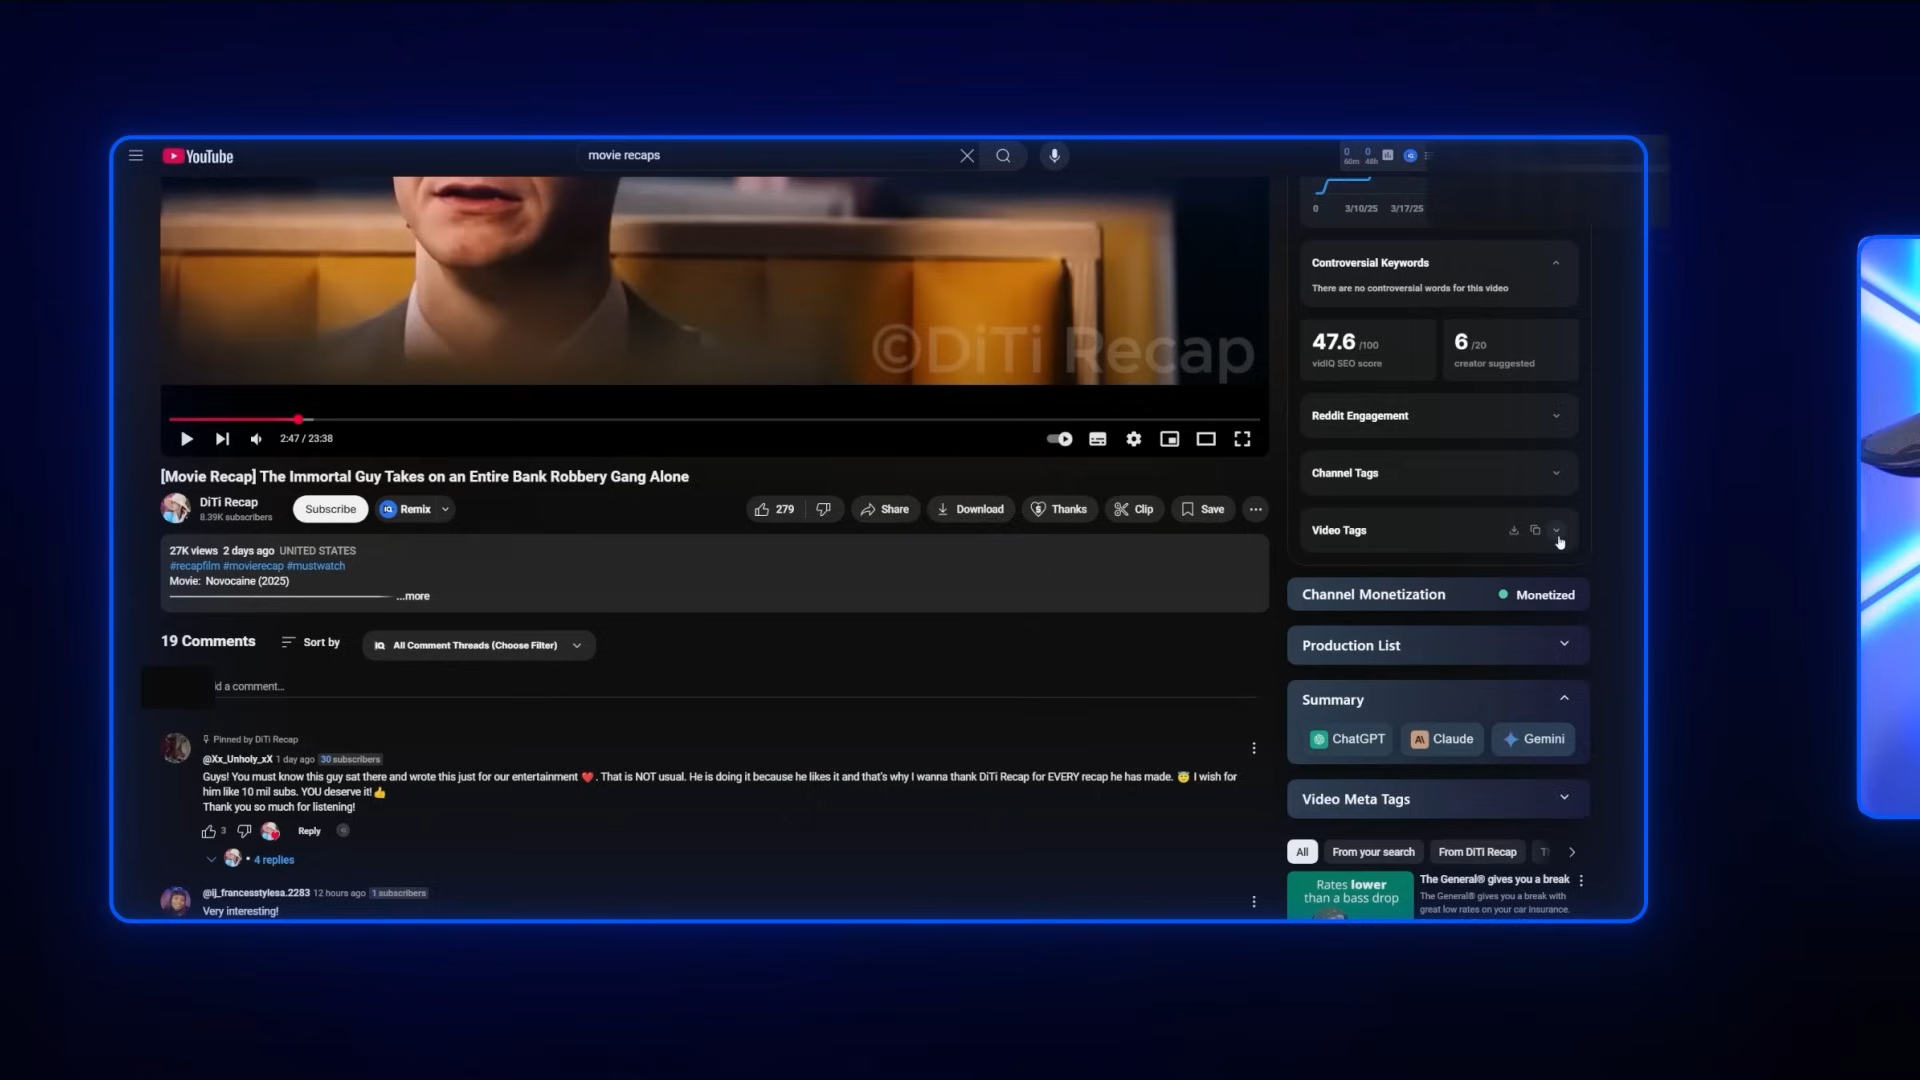 YouTube
movie recaps
0 0
60m 48h
©DiTi Recap
2:47 / 23:38
[Movie Recap] The Immortal Guy Takes on an Entire Bank Robbery Gang Alone
DiTi Recap
8.39K subscribers
Subscribe
IQ Remix
279
Share
Download
Thanks
Clip
Save
27K views 2 days ago UNITED STATES
#recapfilm #movierecap #mustwatch
Movie: Novocaine (2025)
...more
19 Comments
Sort by
IQ All Comment Threads (Choose Filter)
d a comment...
Pinned by DiTi Recap
@Xx_Unholy_xX 1 day ago 30 subscribers
Guys! You must know this guy sat there and wrote this just for our entertainment ❤️. That is NOT usual. He is doing it because he likes it and that's why I wanna thank DiTi Recap for EVERY recap he has made. 😇 I wish for
him like 10 mil subs. YOU deserve it!👍
Thank you so much for listening!
3
Reply
• 4 replies
@ij_francesstylesa.2283 12 hours ago 1 subscribers
Very interesting!
0 3/10/25 3/17/25
Controversial Keywords
There are no controversial words for this video
47.6 /100
vidIQ SEO score
6 /20
creator suggested
Reddit Engagement
Channel Tags
Video Tags
Channel Monetization
Monetized
Production List
Summary
ChatGPT
Claude
Gemini
Video Meta Tags
All
From your search
From DiTi Recap
Rates lower
than a bass drop
The General® gives you a break
The General® gives you a break with
great low rates on your car insurance.